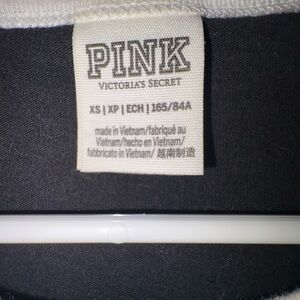 PINK
VICTORIA'S SECRET
XS | XP | ECH | 165/84A
made in Vietnam/fabriqué au
Vietnam/hecho en Vietnam/
fabbricato in Vietnam/ 越南制造